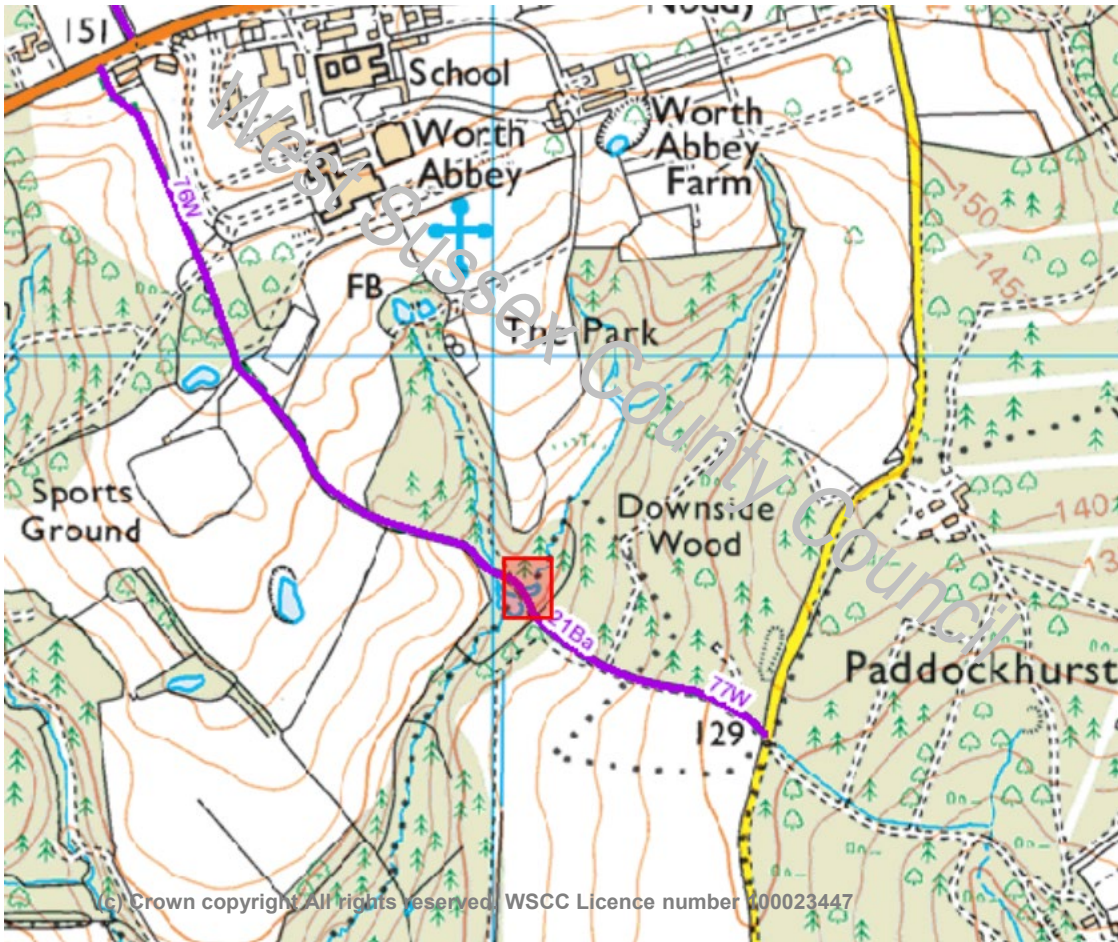 151
School
Worth
Abbey
Worth
Abbey
Farm
76W
150
145
FB
The Park
West Sussex County Council
Sports
Ground
Downside
Wood
140
21Ba
77W
Paddockhurst
129
(c) Crown copyright All rights reserved. WSCC Licence number 100023447